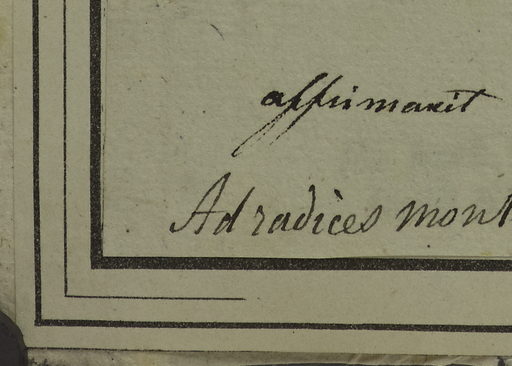 affirmavit
Ad radices mont